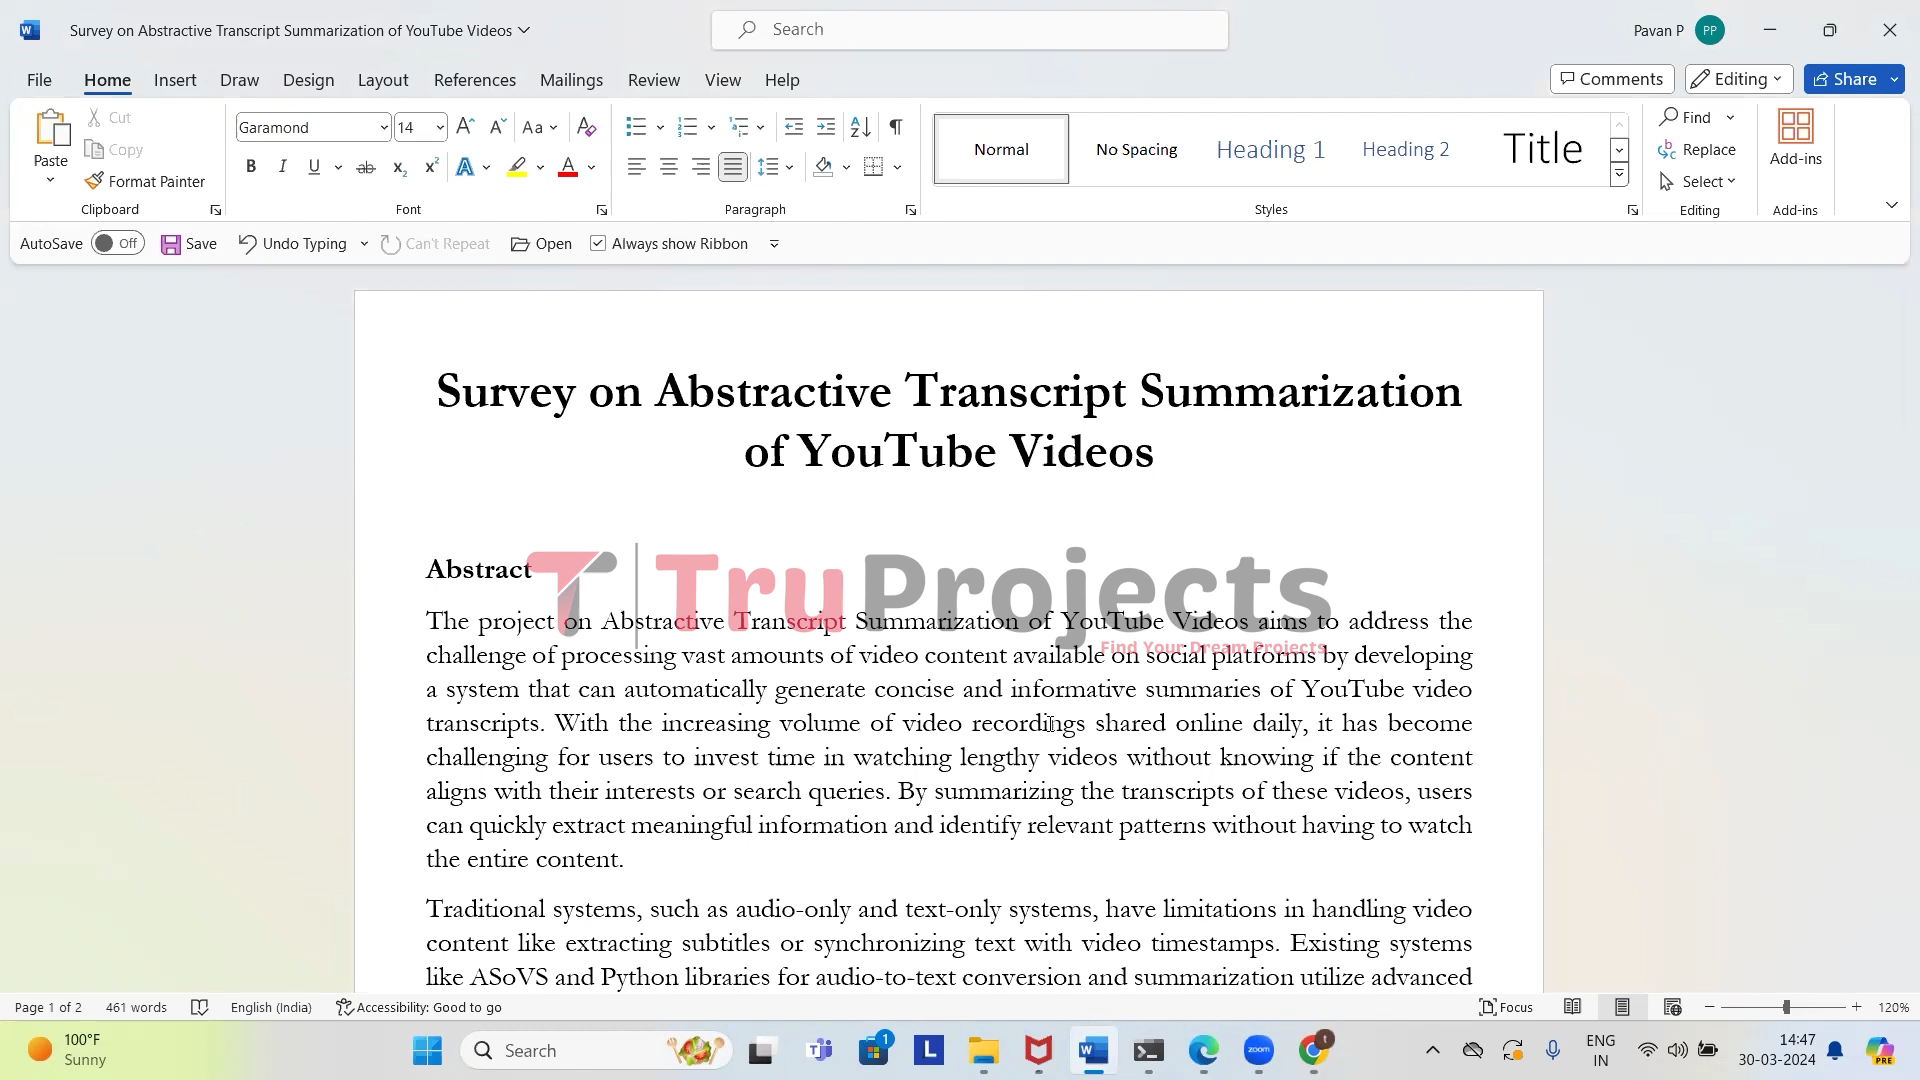 Survey on Abstractive Transcript Summarization of YouTube Videos
Search
Pavan P
PP
File Home Insert Draw Design Layout References Mailings Review View Help
Comments Editing Share
Paste
Cut
Copy
Format Painter
Clipboard
Garamond 14
Aa
B I U ab x₂ x² A A
Font
Paragraph
Normal
No Spacing
Heading 1
Heading 2
Title
Styles
Find
Replace
Select
Editing
Add-ins
Add-ins
AutoSave Off Save Undo Typing Can't Repeat Open Always show Ribbon
Survey on Abstractive Transcript Summarization
of YouTube Videos
TruProjects
Find Your Dream Projects
Abstract
The project on Abstractive Transcript Summarization of YouTube Videos aims to address the
challenge of processing vast amounts of video content available on social platforms by developing
a system that can automatically generate concise and informative summaries of YouTube video
transcripts. With the increasing volume of video recordings shared online daily, it has become
challenging for users to invest time in watching lengthy videos without knowing if the content
aligns with their interests or search queries. By summarizing the transcripts of these videos, users
can quickly extract meaningful information and identify relevant patterns without having to watch
the entire content.
Traditional systems, such as audio-only and text-only systems, have limitations in handling video
content like extracting subtitles or synchronizing text with video timestamps. Existing systems
like ASoVS and Python libraries for audio-to-text conversion and summarization utilize advanced
Page 1 of 2 461 words English (India) Accessibility: Good to go Focus 120%
100°F
Sunny
Search
1
L
zoom
t
ENG
IN
14:47
30-03-2024
PRE